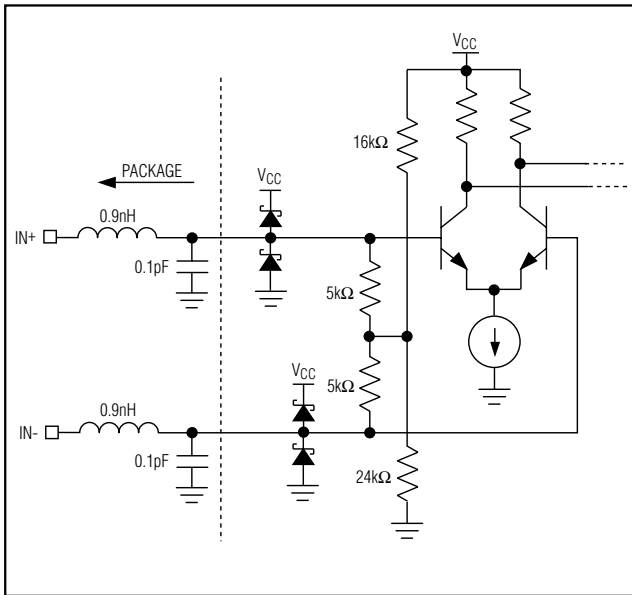 VCC
16kΩ
PACKAGE
VCC
0.9nH
IN+
0.1pF
5kΩ
VCC
5kΩ
0.9nH
IN-
0.1pF
24kΩ